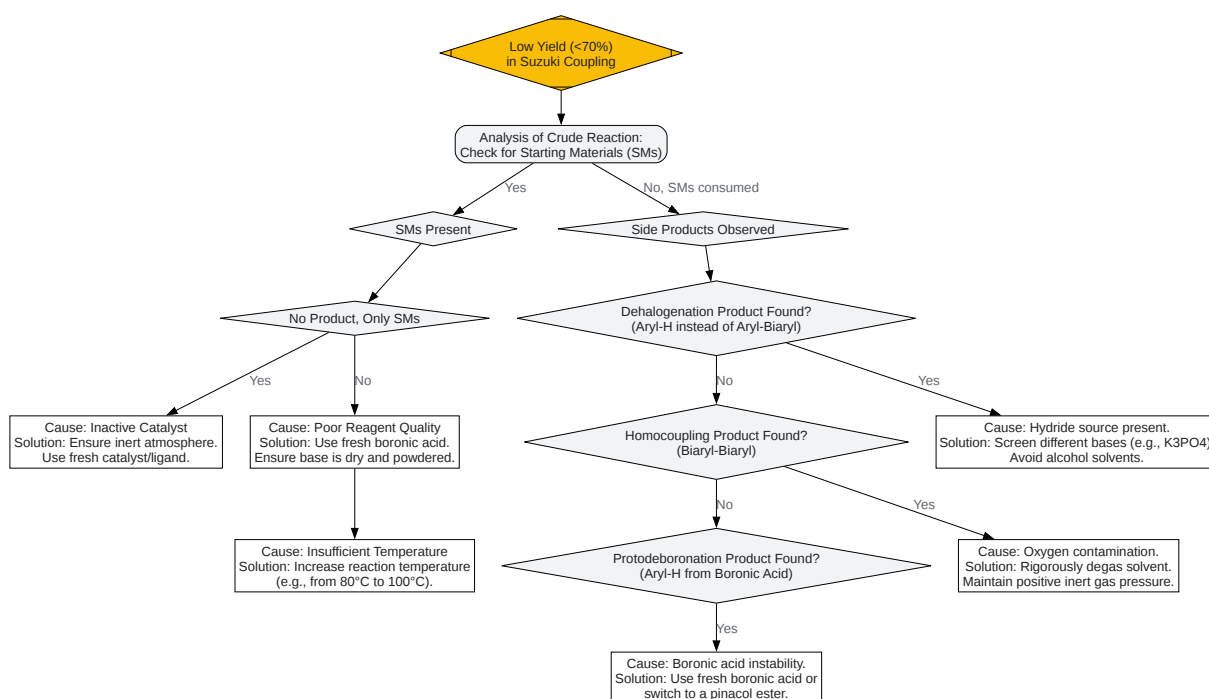 Low Yield (<70%)
in Suzuki Coupling
Analysis of Crude Reaction:
Check for Starting Materials (SMs)
Yes
No, SMs consumed
SMs Present
Side Products Observed
No Product, Only SMs
Dehalogenation Product Found?
(Aryl-H instead of Aryl-Biaryl)
Yes
No
No
Yes
Cause: Inactive Catalyst
Solution: Ensure inert atmosphere.
Use fresh catalyst/ligand.
Cause: Poor Reagent Quality
Solution: Use fresh boronic acid.
Ensure base is dry and powdered.
Homocoupling Product Found?
(Biaryl-Biaryl)
Cause: Hydride source present.
Solution: Screen different bases (e.g., K3PO4)
Avoid alcohol solvents.
No
Yes
Cause: Insufficient Temperature
Solution: Increase reaction temperature
(e.g., from 80°C to 100°C).
Protodeboronation Product Found?
(Aryl-H from Boronic Acid)
Cause: Oxygen contamination.
Solution: Rigorously degas solvent.
Maintain positive inert gas pressure.
Yes
Cause: Boronic acid instability.
Solution: Use fresh boronic acid or
switch to a pinacol ester.